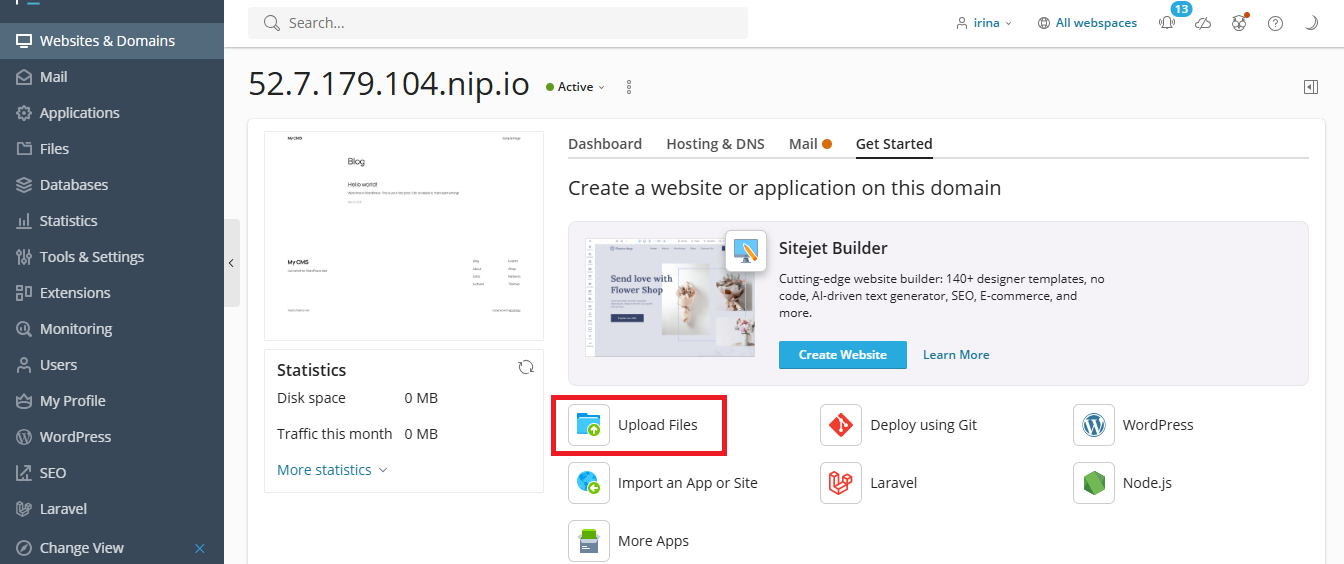 Search...
irina
All webspaces
13
Websites & Domains
Mail
Applications
Files
Databases
Statistics
Tools & Settings
Extensions
Monitoring
Users
My Profile
WordPress
SEO
Laravel
Change View
52.7.179.104.nip.io
Active
My CMS
Blog
Hello world!
My CMS
Statistics
Disk space 0 MB
Traffic this month 0 MB
More statistics
Dashboard Hosting & DNS Mail Get Started
Create a website or application on this domain
Send love with
Flower Shop
Sitejet Builder
Cutting-edge website builder: 140+ designer templates, no
code, AI-driven text generator, SEO, E-commerce, and
more.
Create Website Learn More
Upload Files
Deploy using Git
WordPress
Import an App or Site
Laravel
Node.js
More Apps